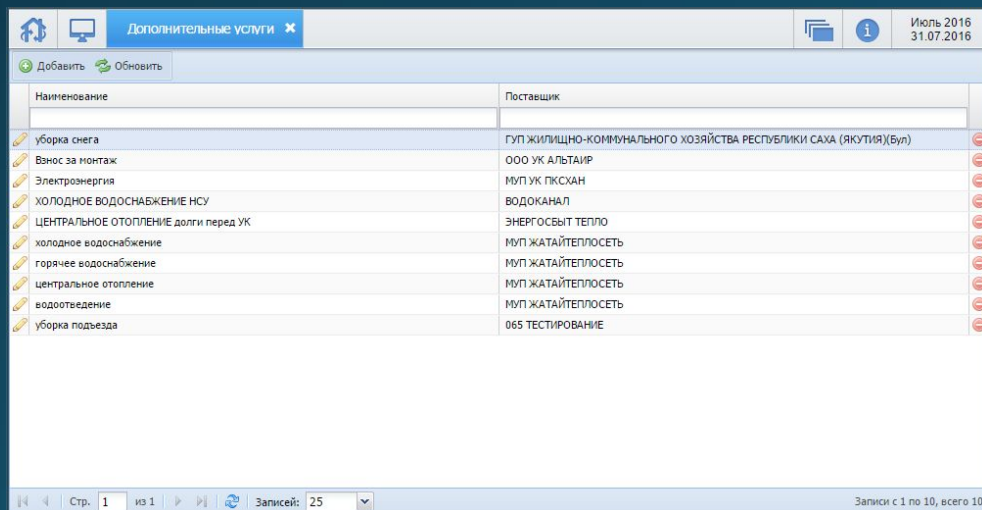 Дополнительные услуги
Июль 2016
31.07.2016
Добавить Обновить
Наименование Поставщик
уборка снега ГУП ЖИЛИЩНО-КОММУНАЛЬНОГО ХОЗЯЙСТВА РЕСПУБЛИКИ САХА (ЯКУТИЯ)(Бул)
Взнос за монтаж ООО УК АЛЬТАИР
Электроэнергия МУП УК ПКСХАН
ХОЛОДНОЕ ВОДОСНАБЖЕНИЕ НСУ ВОДОКАНАЛ
ЦЕНТРАЛЬНОЕ ОТОПЛЕНИЕ долги перед УК ЭНЕРГОСБЫТ ТЕПЛО
холодное водоснабжение МУП ЖАТАЙТЕПЛОСЕТЬ
горячее водоснабжение МУП ЖАТАЙТЕПЛОСЕТЬ
центральное отопление МУП ЖАТАЙТЕПЛОСЕТЬ
водоотведение МУП ЖАТАЙТЕПЛОСЕТЬ
уборка подъезда 065 ТЕСТИРОВАНИЕ
Стр. 1 из 1 Записей: 25 Записи с 1 по 10, всего 10